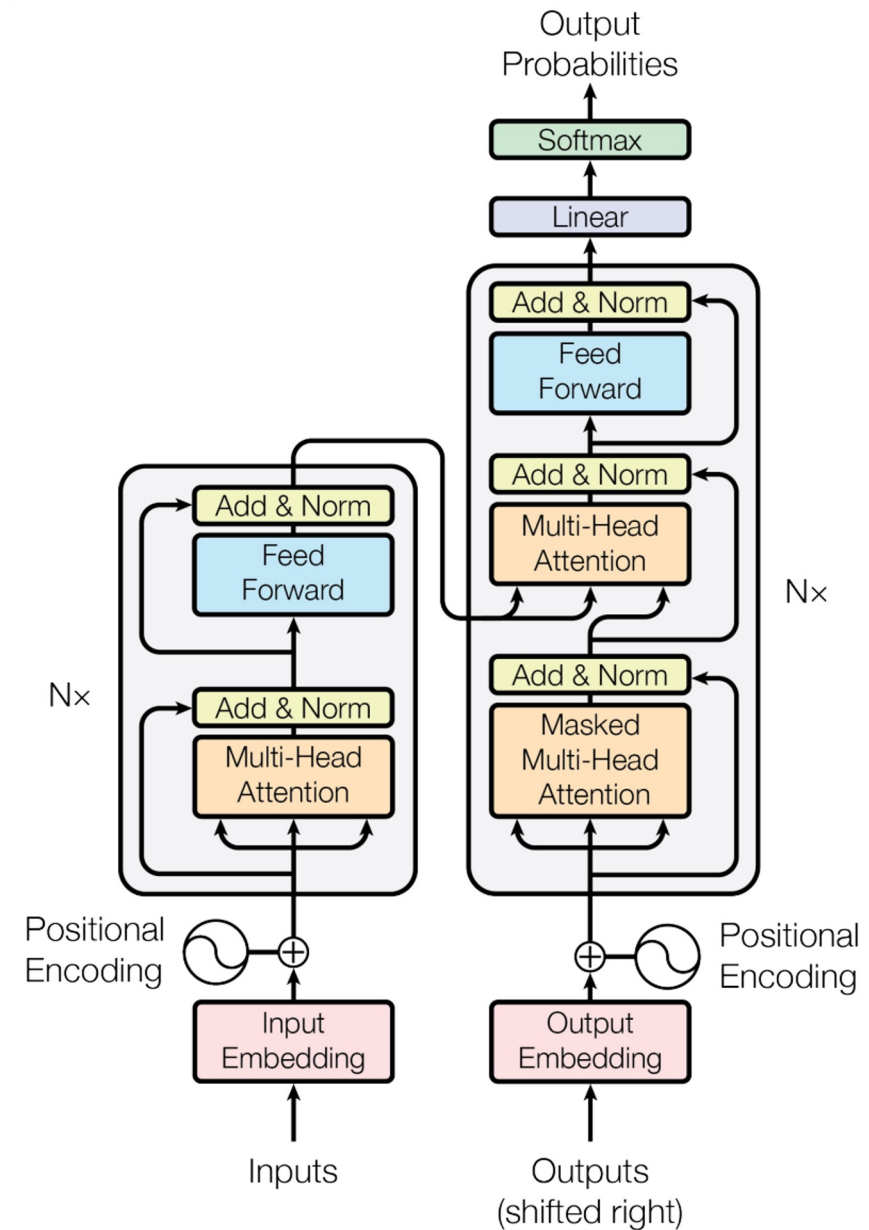 Output
Probabilities
Softmax
Linear
Add & Norm
Feed
Forward
Add & Norm
Multi-Head
Attention
Add & Norm
Masked
Multi-Head
Attention
N×
Add & Norm
Feed
Forward
Add & Norm
Multi-Head
Attention
N×
Positional
Encoding
Positional
Encoding
Input
Embedding
Output
Embedding
Inputs
Outputs
(shifted right)